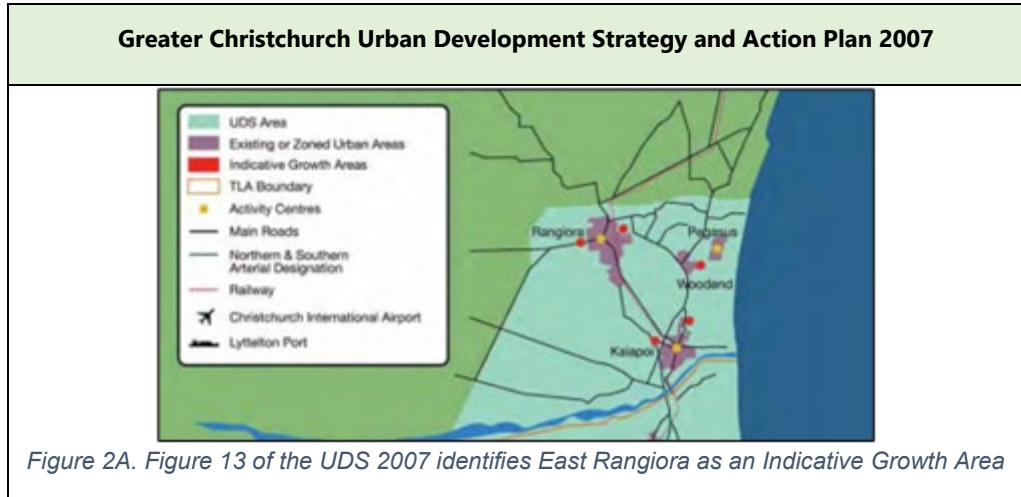 Greater Christchurch Urban Development Strategy and Action Plan 2007
UDS Area
Existing or Zoned Urban Areas
Indicative Growth Areas
TLA Boundary
Activity Centres
Main Roads
Northern & Southern
Arterial Designation
Railway
Christchurch International Airport
Lyttelton Port
Rangiora
Pegasus
Woodand
Kaiapoi
Figure 2A. Figure 13 of the UDS 2007 identifies East Rangiora as an Indicative Growth Area